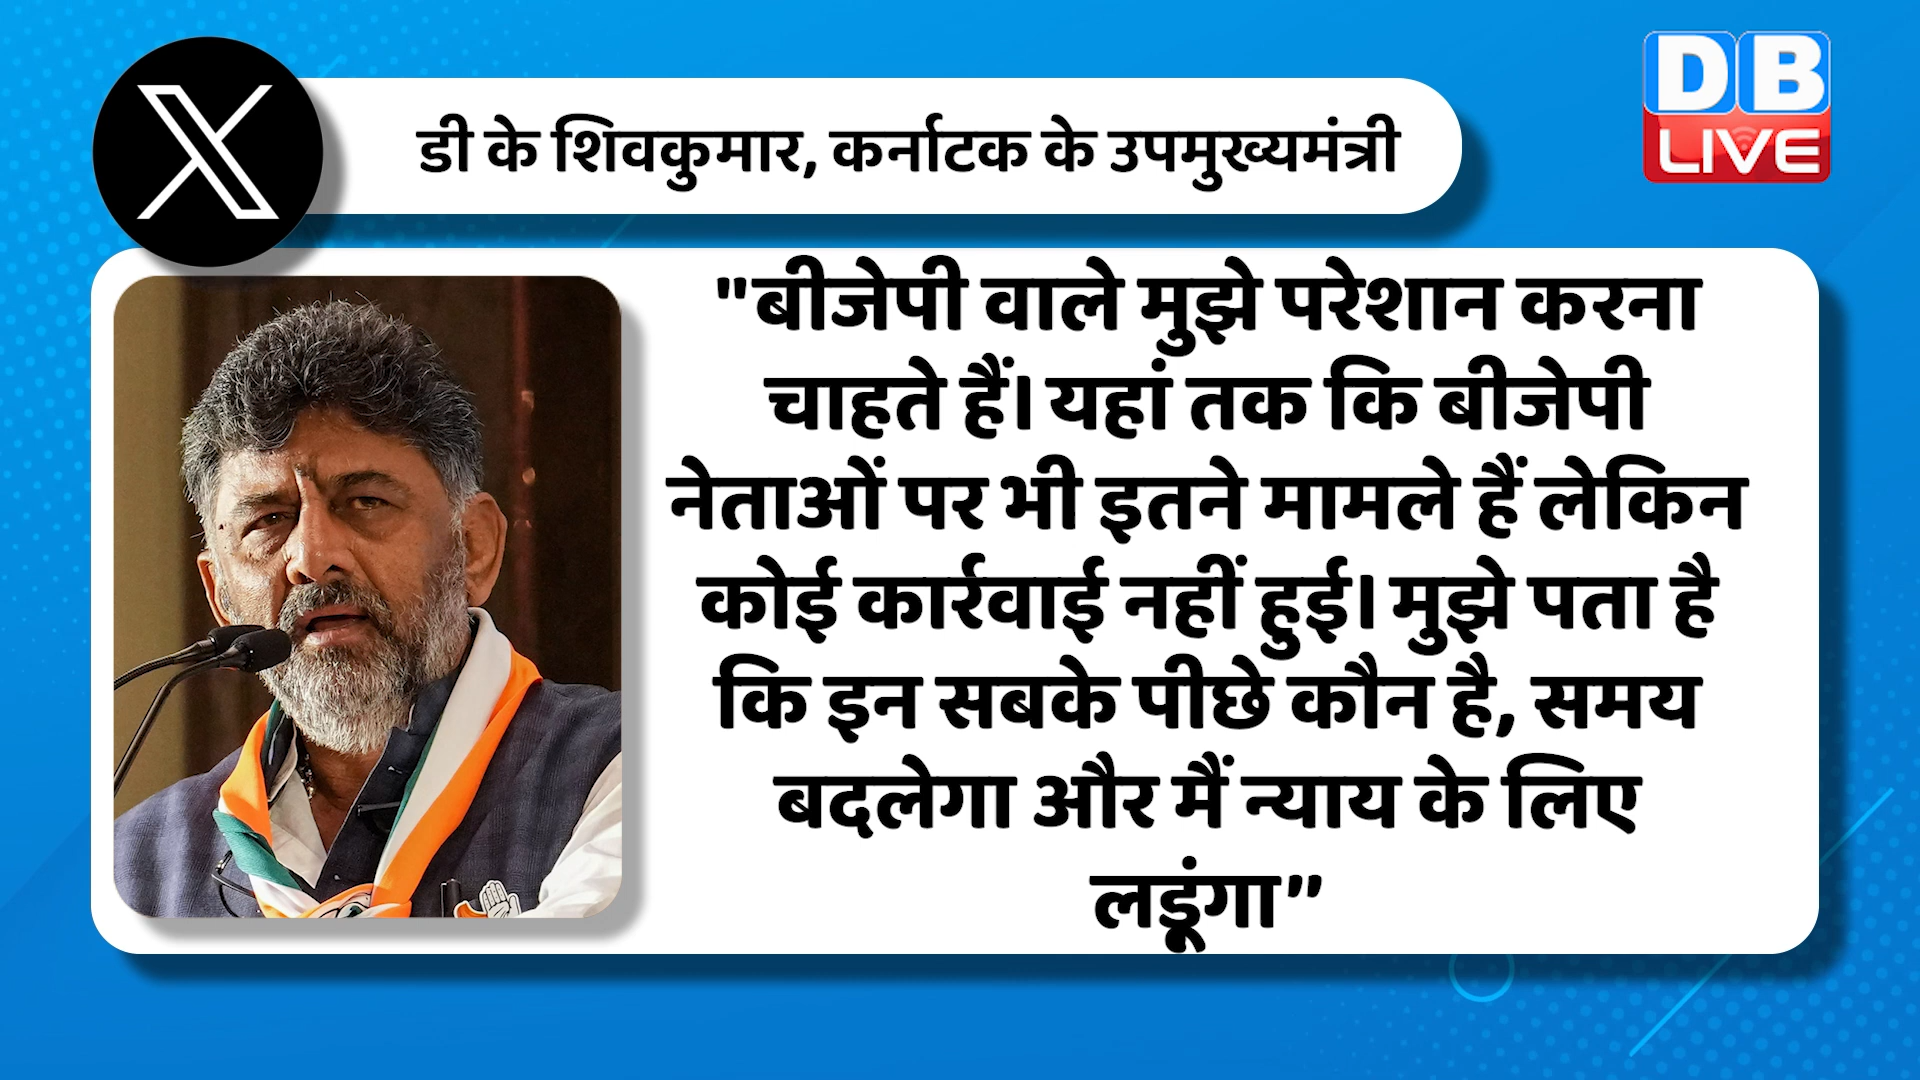 डी के शिवकुमार, कर्नाटक के उपमुख्यमंत्री
DB
LIVE
"बीजेपी वाले मुझे परेशान करना
चाहते हैं। यहां तक कि बीजेपी
नेताओं पर भी इतने मामले हैं लेकिन
कोई कार्रवाई नहीं हुई। मुझे पता है
कि इन सबके पीछे कौन है, समय
बदलेगा और मैं न्याय के लिए
लड़ूंगा”